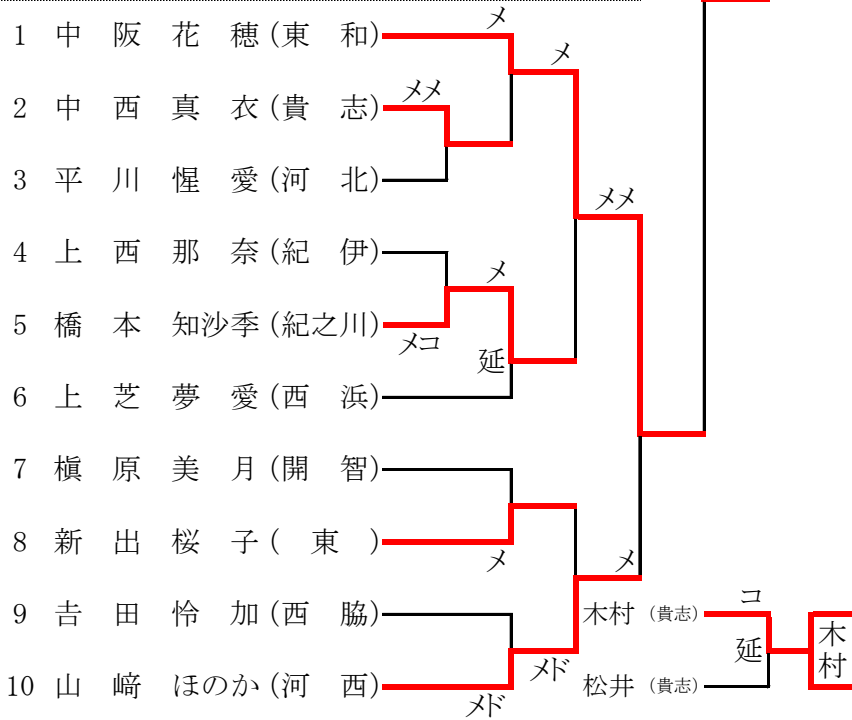 メ
1 中 阪 花 穂 (東 和)
メ
メメ
2 中 西 真 衣 (貴 志)
3 平 川 惺 愛 (河 北)
メメ
4 上 西 那 奈 (紀 伊)
メ
5 橋 本 知沙季 (紀之川)
メコ
延
6 上 芝 夢 愛 (西 浜)
7 槇 原 美 月 (開 智)
8 新 出 桜 子 ( 東 )
メ
メ
9 吉 田 怜 加 (西 脇)
木村 (貴志)
コ
延
木村
メド
10 山 﨑 ほのか (河 西)
松井 (貴志)
メド